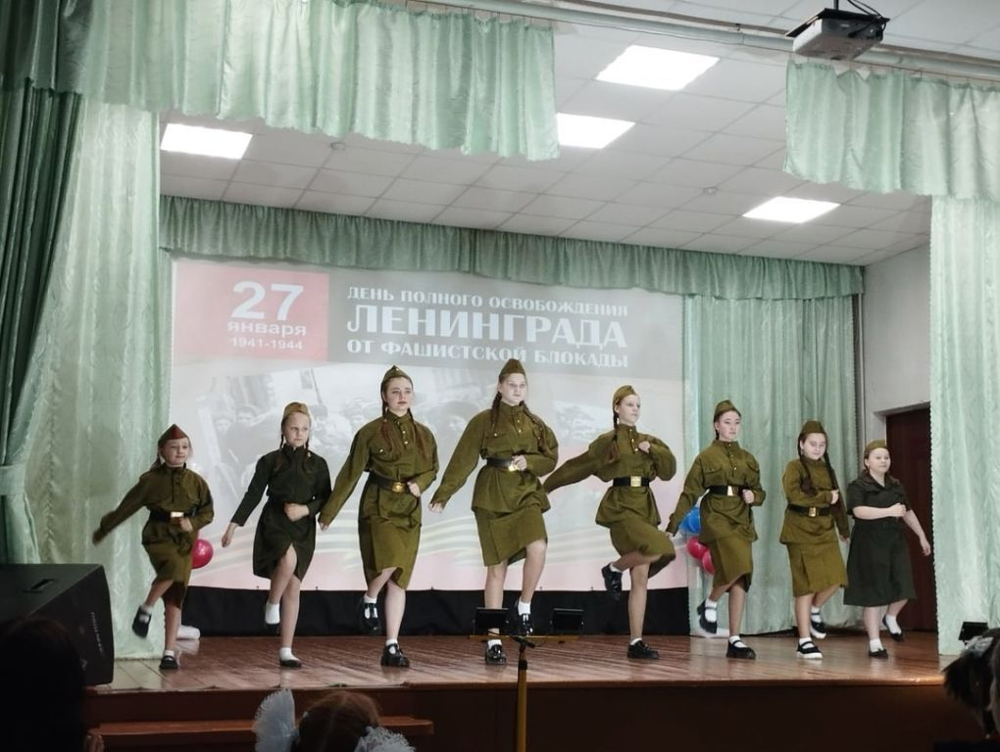 27
января
1941-1944
ДЕНЬ ПОЛНОГО ОСВОБОЖДЕНИЯ
ЛЕНИНГРАДА
ОТ ФАШИСТСКОЙ БЛОКАДЫ